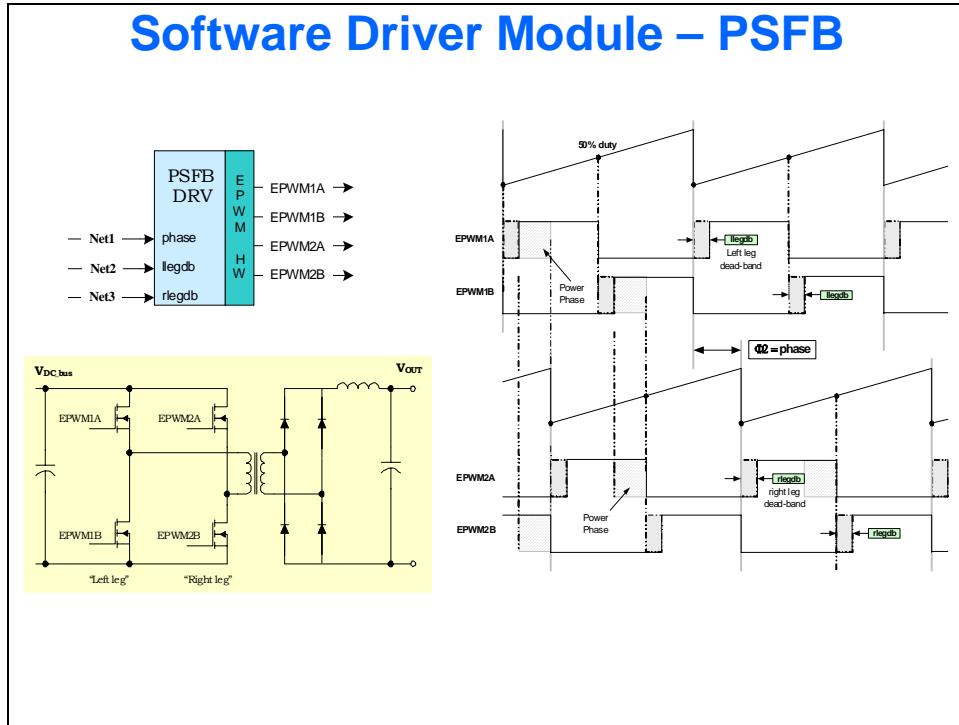 Software Driver Module – PSFB
PSFB
DRV
E
P
W
M
H
W
Net1
phase
Net2
llegdb
Net3
rlegdb
EPWM1A
EPWM1B
EPWM2A
EPWM2B
VDC_bus
VOUT
EPWM1A
EPWM2A
EPWM1B
EPWM2B
"Left leg"
"Right leg"
50% duty
EPWM1A
llegdb
Left leg
dead-band
Power
Phase
EPWM1B
llegdb
Φ2 = phase
EPWM2A
rlegdb
right leg
dead-band
Power
Phase
EPWM2B
rlegdb